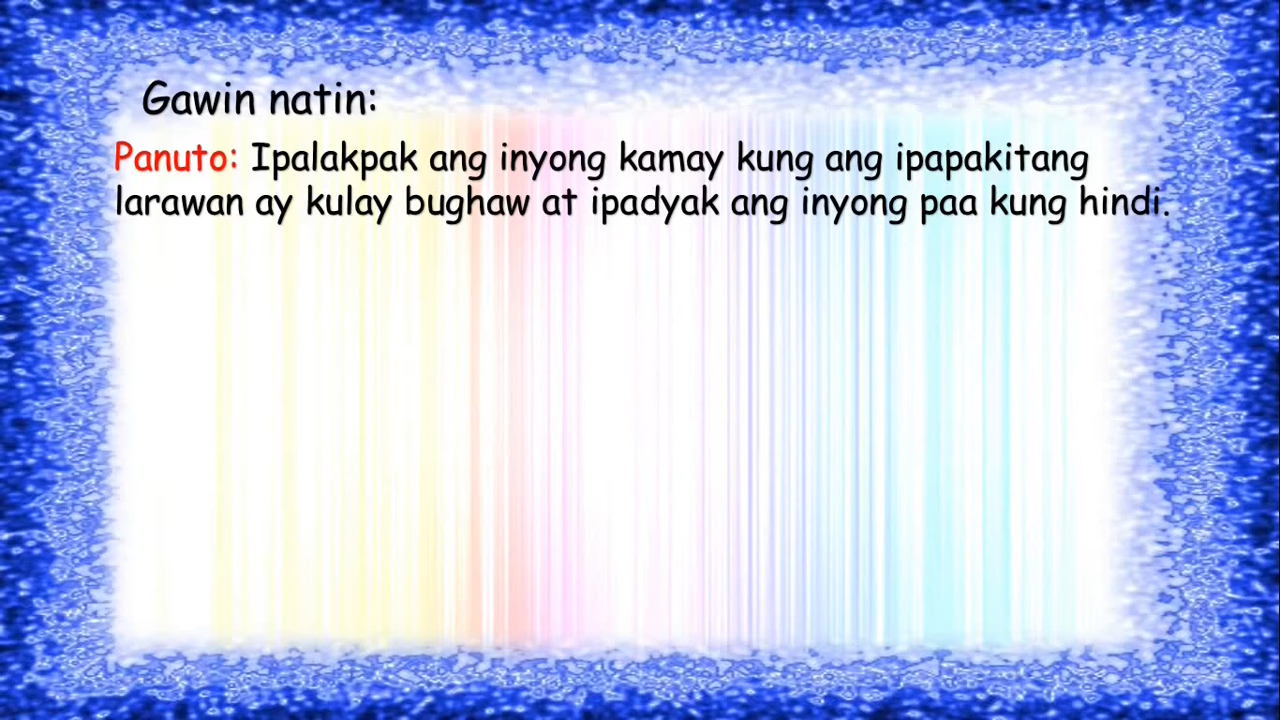 Gawin natin:
Panuto: Ipalakpak ang inyong kamay kung ang ipapakitang
larawan ay kulay bughaw at ipadyak ang inyong paa kung hindi.